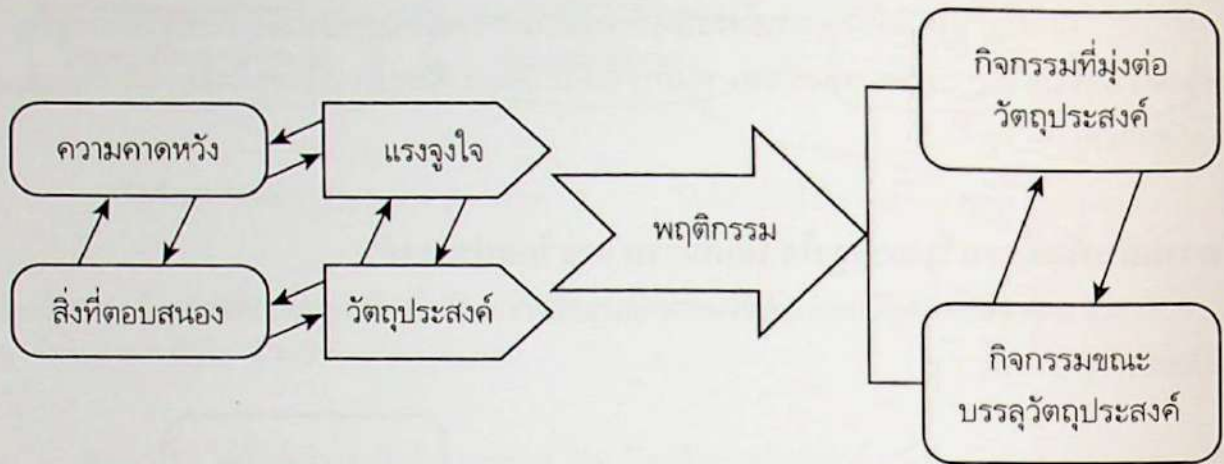 ความคาดหวัง
แรงจูงใจ
สิ่งที่ตอบสนอง
วัตถุประสงค์
พฤติกรรม
กิจกรรมที่มุ่งต่อ
วัตถุประสงค์
กิจกรรมขณะ
บรรลุวัตถุประสงค์